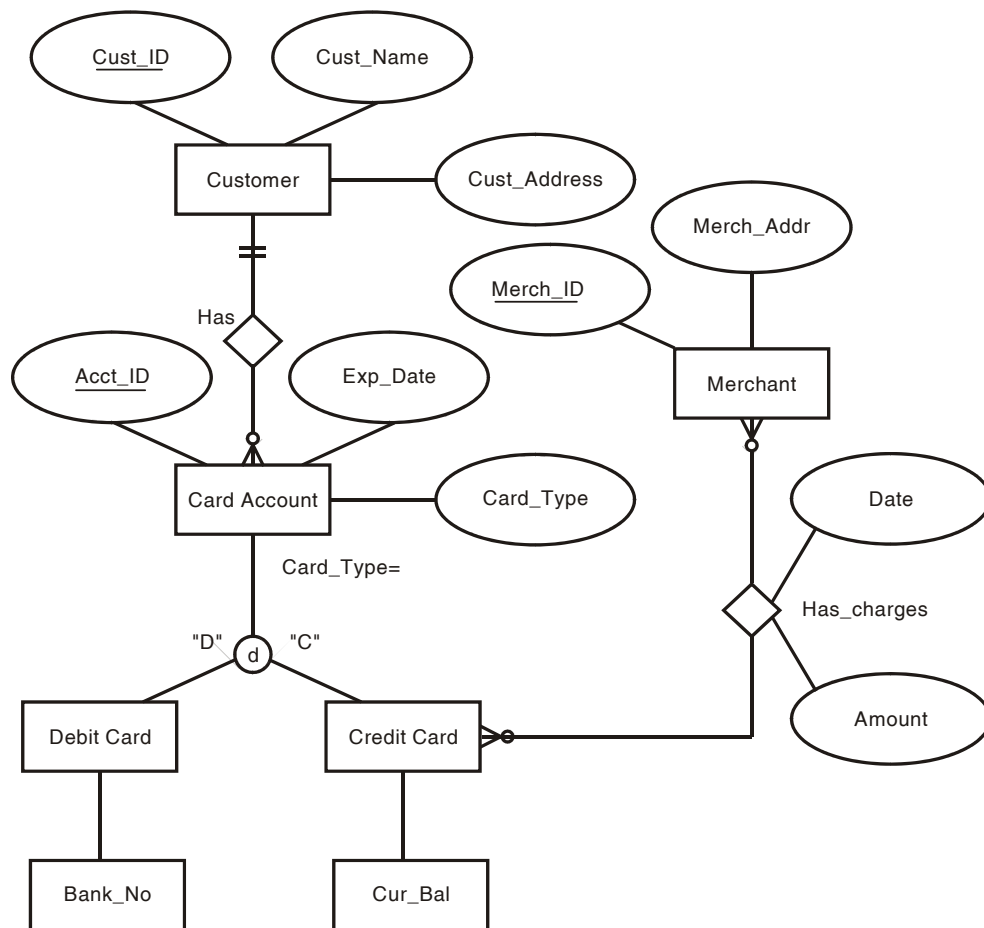 Cust_ID
Cust_Name
Customer
Cust_Address
Merch_Addr
Merch_ID
Has
Acct_ID
Exp_Date
Merchant
Card Account
Card_Type
Date
Card_Type=
Has_charges
"D"
d
"C"
Debit Card
Credit Card
Amount
Bank_No
Cur_Bal